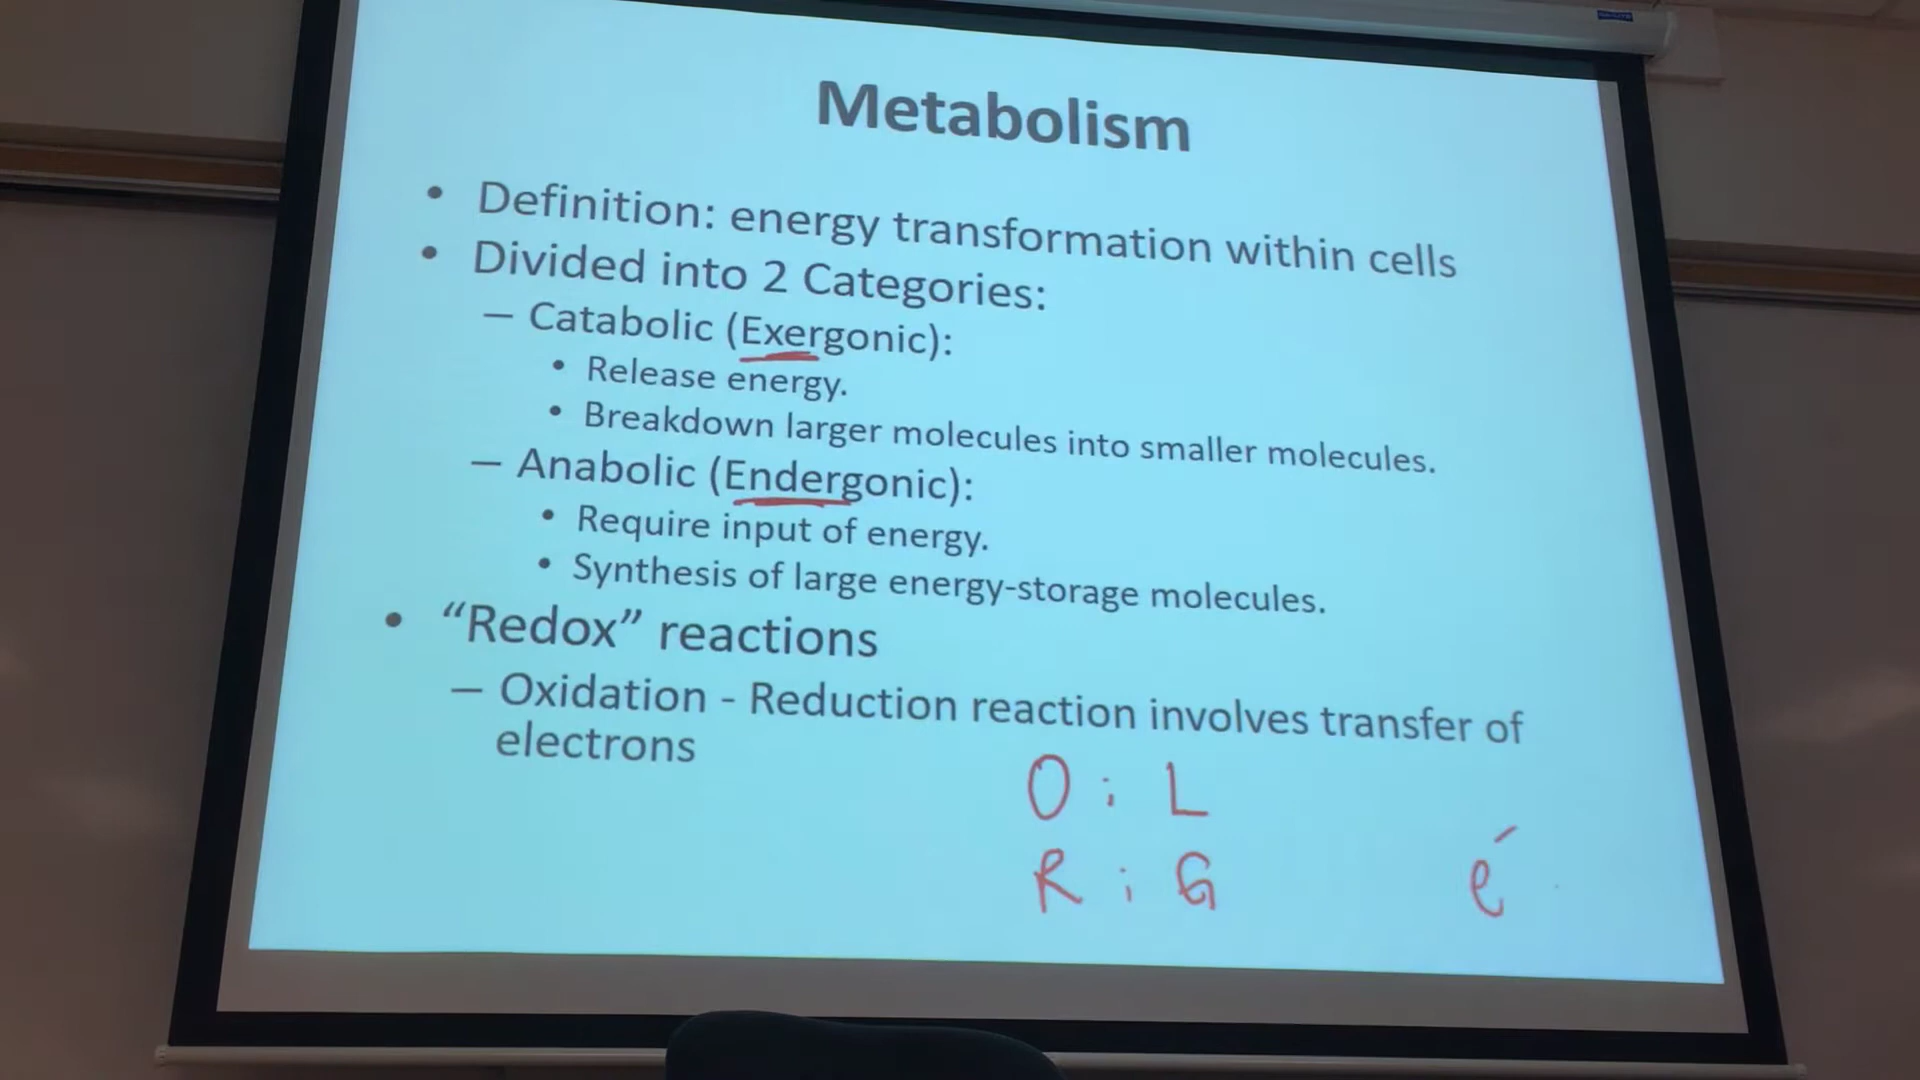 Metabolism
• Definition: energy transformation within cells
• Divided into 2 Categories:
– Catabolic (Exergonic):
• Release energy.
• Breakdown larger molecules into smaller molecules.
– Anabolic (Endergonic):
• Require input of energy.
• Synthesis of large energy-storage molecules.
• “Redox” reactions
– Oxidation - Reduction reaction involves transfer of
electrons
O : L
R : G
e⁻